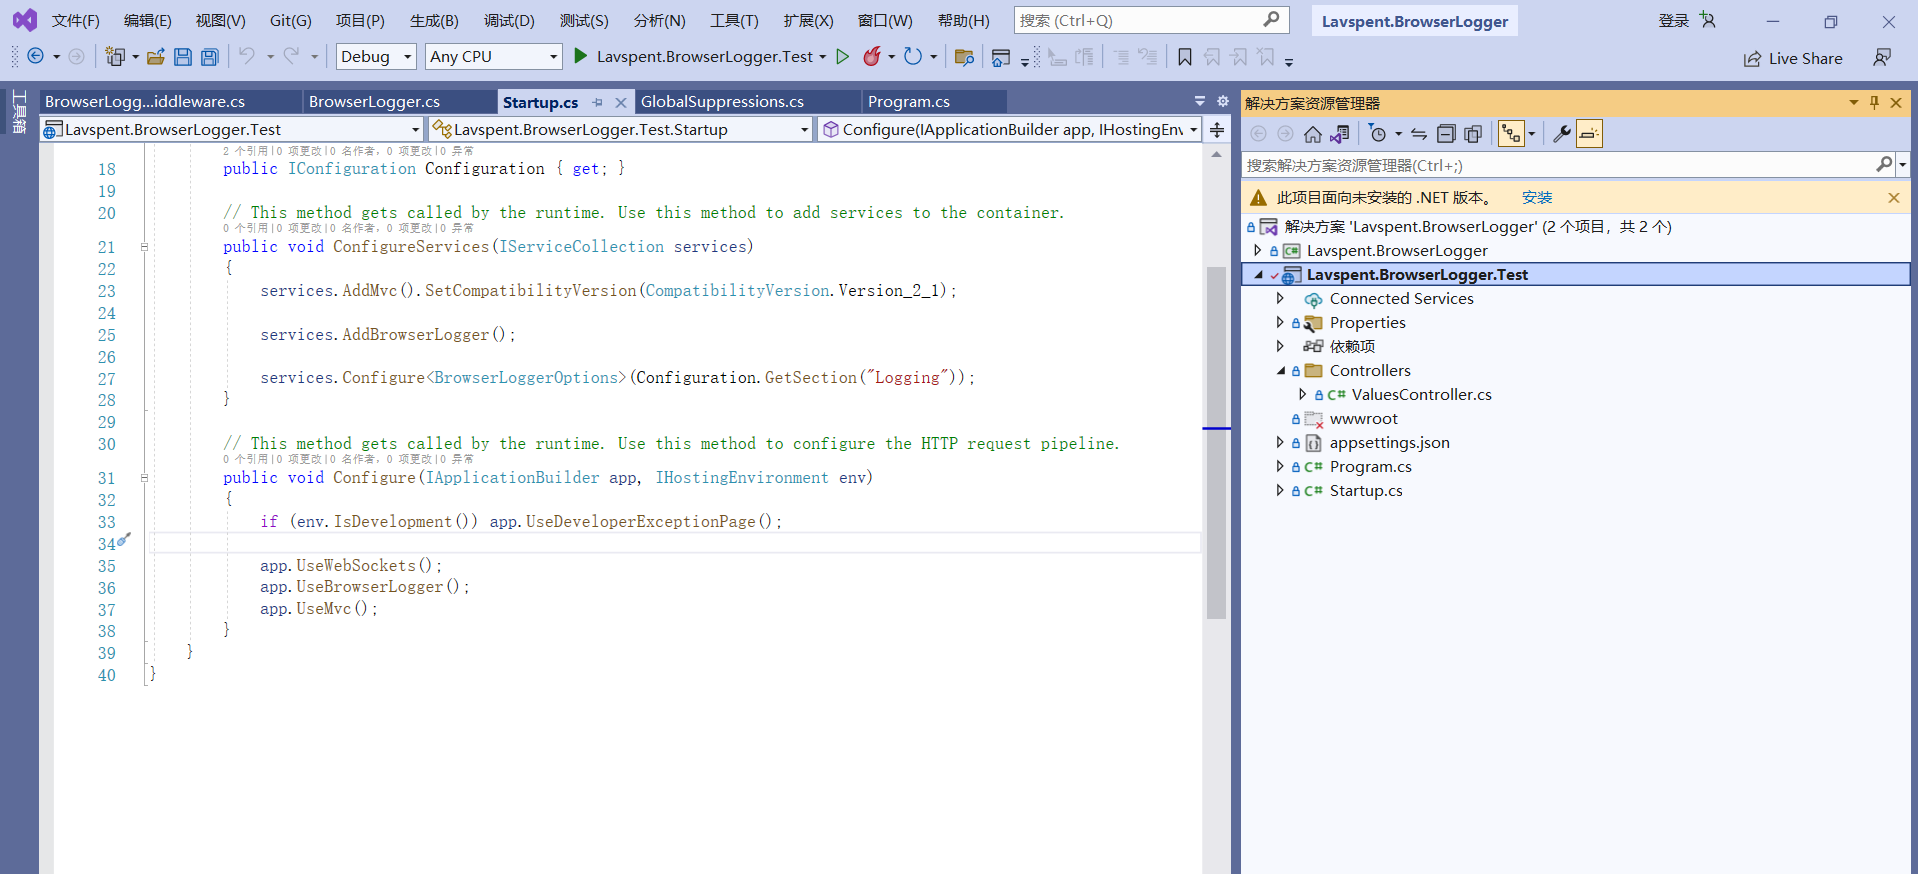 文件(F) 编辑(E) 视图(V) Git(G) 项目(P) 生成(B) 调试(D) 测试(S) 分析(N) 工具(T) 扩展(X) 窗口(W) 帮助(H) 搜索 (Ctrl+Q) Lavspent.BrowserLogger 登录
Debug Any CPU Lavspent.BrowserLogger.Test Live Share
工具箱
BrowserLogg...iddleware.cs BrowserLogger.cs Startup.cs GlobalSuppressions.cs Program.cs
Lavspent.BrowserLogger.Test Lavspent.BrowserLogger.Test.Startup Configure(IApplicationBuilder app, IHostingEnv
2 个引用|0 项更改|0 名作者, 0 项更改|0 异常
18 public IConfiguration Configuration { get; }
19
20 // This method gets called by the runtime. Use this method to add services to the container.
0 个引用|0 项更改|0 名作者, 0 项更改|0 异常
21 public void ConfigureServices(IServiceCollection services)
22 {
23 services.AddMvc().SetCompatibilityVersion(CompatibilityVersion.Version_2_1);
24
25 services.AddBrowserLogger();
26
27 services.Configure<BrowserLoggerOptions>(Configuration.GetSection("Logging"));
28 }
29
30 // This method gets called by the runtime. Use this method to configure the HTTP request pipeline.
0 个引用|0 项更改|0 名作者, 0 项更改|0 异常
31 public void Configure(IApplicationBuilder app, IHostingEnvironment env)
32 {
33 if (env.IsDevelopment()) app.UseDeveloperExceptionPage();
34
35 app.UseWebSockets();
36 app.UseBrowserLogger();
37 app.UseMvc();
38 }
39 }
40 }
解决方案资源管理器
搜索解决方案资源管理器(Ctrl+;)
此项目面向未安装的 .NET 版本。 安装
解决方案 'Lavspent.BrowserLogger' (2 个项目, 共 2 个)
Lavspent.BrowserLogger
Lavspent.BrowserLogger.Test
Connected Services
Properties
依赖项
Controllers
C# ValuesController.cs
wwwroot
appsettings.json
C# Program.cs
C# Startup.cs